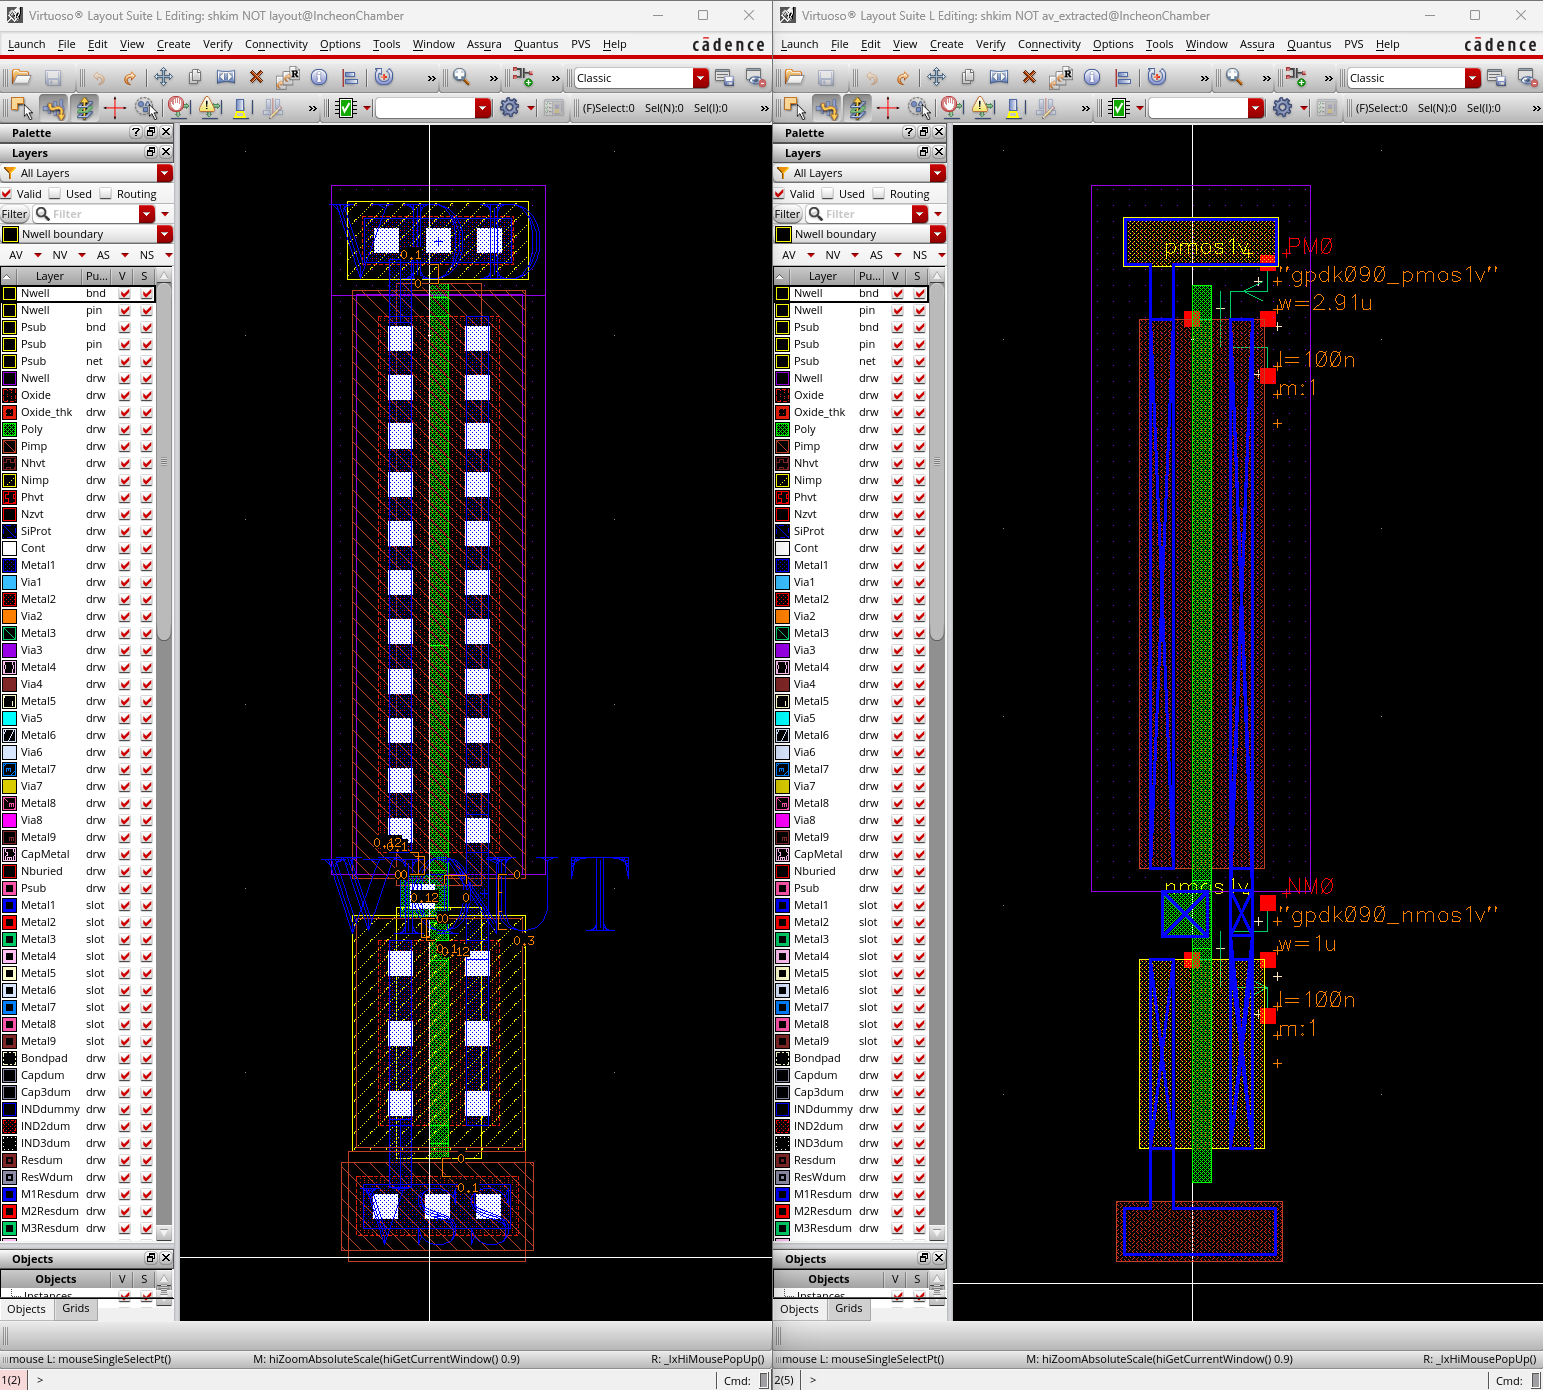 Virtuoso® Layout Suite L Editing: shkim NOT layout@IncheonChamber
Launch File Edit View Create Verify Connectivity Options Tools Window Assura Quantus PVS Help cādence
» » Classic »
» (F)Select:0 Sel(N):0 Sel(I):0 »
Palette
Layers
All Layers
Valid Used Routing
Filter Filter
Nwell boundary
AV NV AS NS
Layer Pu... V S
Nwell bnd
Nwell pin
Psub bnd
Psub pin
Psub net
Nwell drw
Oxide drw
Oxide_thk drw
Poly drw
Pimp drw
Nhvt drw
Nimp drw
Phvt drw
Nzvt drw
SiProt drw
Cont drw
Metal1 drw
Via1 drw
Metal2 drw
Via2 drw
Metal3 drw
Via3 drw
Metal4 drw
Via4 drw
Metal5 drw
Via5 drw
Metal6 drw
Via6 drw
Metal7 drw
Via7 drw
Metal8 drw
Via8 drw
Metal9 drw
CapMetal drw
Nburied drw
Psub drw
Metal1 slot
Metal2 slot
Metal3 slot
Metal4 slot
Metal5 slot
Metal6 slot
Metal7 slot
Metal8 slot
Metal9 slot
Bondpad drw
Capdum drw
Cap3dum drw
INDdummy drw
IND2dum drw
IND3dum drw
Resdum drw
ResWdum drw
M1Resdum drw
M2Resdum drw
M3Resdum drw
Objects
Objects V S
Instances
Objects Grids
0.1
0
0.12
0
0.12
0
0.3
0.12
0
0.1
mouse L: mouseSingleSelectPt() M: hiZoomAbsoluteScale(hiGetCurrentWindow() 0.9) R: _lxHiMousePopUp()
1(2) > Cmd:
Virtuoso® Layout Suite L Editing: shkim NOT av_extracted@IncheonChamber
Launch File Edit View Create Verify Connectivity Options Tools Window Assura Quantus PVS Help cādence
» » Classic »
» (F)Select:0 Sel(N):0 Sel(I):0 »
Palette
Layers
All Layers
Valid Used Routing
Filter Filter
Nwell boundary
AV NV AS NS
Layer Pu... V S
Nwell bnd
Nwell pin
Psub bnd
Psub pin
Psub net
Nwell drw
Oxide drw
Oxide_thk drw
Poly drw
Pimp drw
Nhvt drw
Nimp drw
Phvt drw
Nzvt drw
SiProt drw
Cont drw
Metal1 drw
Via1 drw
Metal2 drw
Via2 drw
Metal3 drw
Via3 drw
Metal4 drw
Via4 drw
Metal5 drw
Via5 drw
Metal6 drw
Via6 drw
Metal7 drw
Via7 drw
Metal8 drw
Via8 drw
Metal9 drw
CapMetal drw
Nburied drw
Psub drw
Metal1 slot
Metal2 slot
Metal3 slot
Metal4 slot
Metal5 slot
Metal6 slot
Metal7 slot
Metal8 slot
Metal9 slot
Bondpad drw
Capdum drw
Cap3dum drw
INDdummy drw
IND2dum drw
IND3dum drw
Resdum drw
ResWdum drw
M1Resdum drw
M2Resdum drw
M3Resdum drw
Objects
Objects V S
Instances
Objects Grids
pmos1v PM0
"gpdk090_pmos1v"
w=2.91u
l=100n
m:1
nmos1v NM0
"gpdk090_nmos1v"
w=1u
l=100n
m:1
mouse L: mouseSingleSelectPt() M: hiZoomAbsoluteScale(hiGetCurrentWindow() 0.9) R: _lxHiMousePopUp()
2(5) > Cmd: